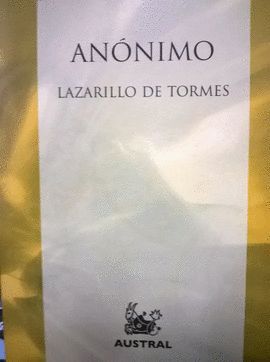 ANÓNIMO
LAZARILLO DE TORMES
AUSTRAL